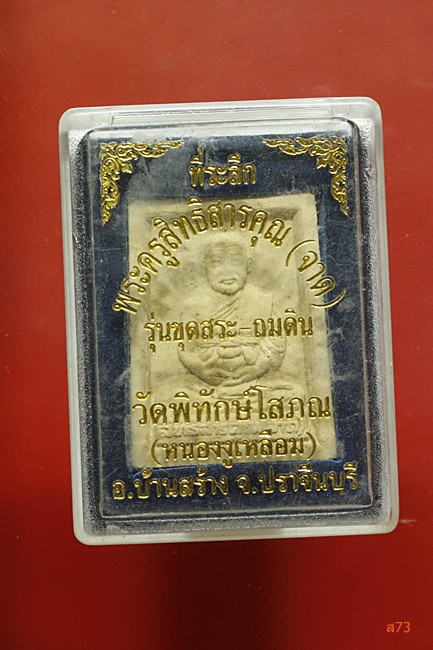 ที่ระลึก
พระครูสิทธิสารคุณ (จาด)
รุ่นขุดสระ-ถมดิน
วัดพิทักษ์โสภณ
(หนองงูเหลือม)
อ.บ้านสร้าง จ.ปราจีนบุรี
ส73